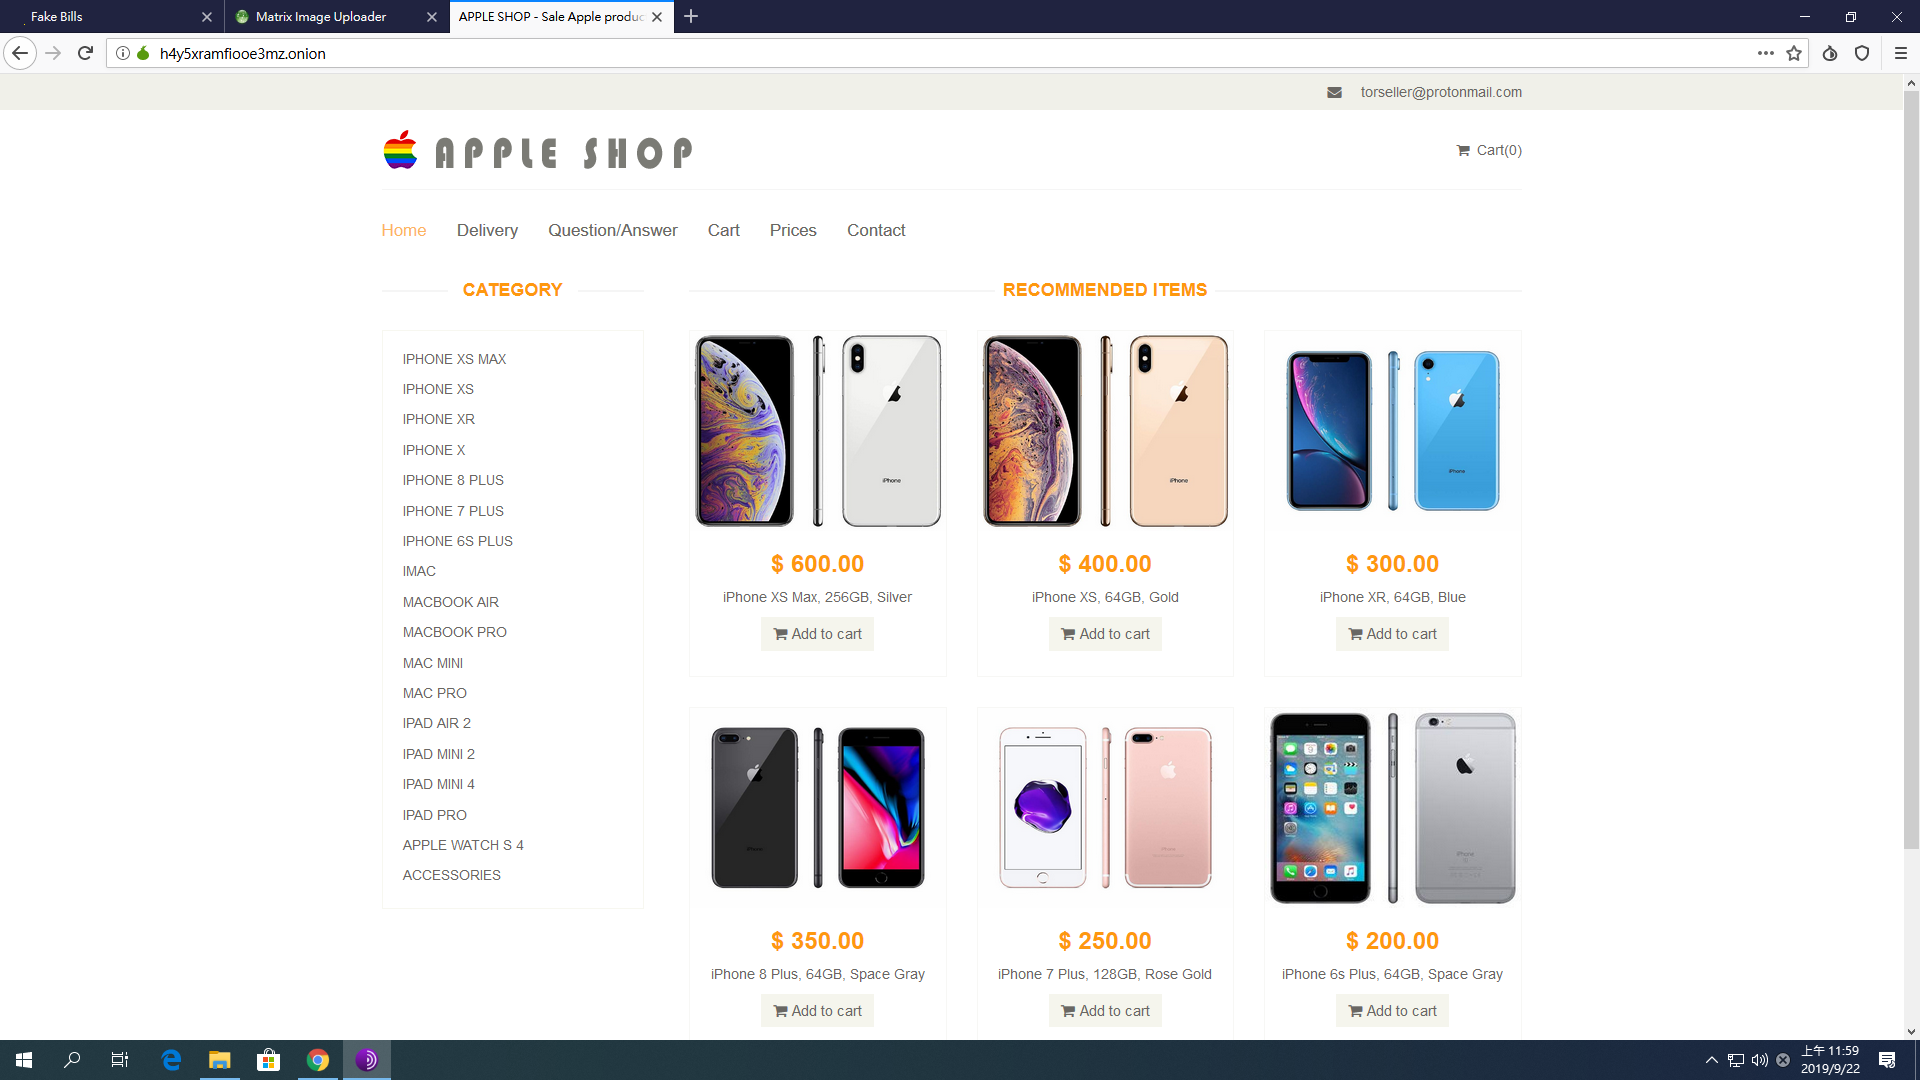 Fake Bills
Matrix Image Uploader
APPLE SHOP - Sale Apple produc
h4y5xramfiooe3mz.onion
torseller@protonmail.com
APPLE SHOP
Cart(0)
Home Delivery Question/Answer Cart Prices Contact
CATEGORY
IPHONE XS MAX
IPHONE XS
IPHONE XR
IPHONE X
IPHONE 8 PLUS
IPHONE 7 PLUS
IPHONE 6S PLUS
IMAC
MACBOOK AIR
MACBOOK PRO
MAC MINI
MAC PRO
IPAD AIR 2
IPAD MINI 2
IPAD MINI 4
IPAD PRO
APPLE WATCH S 4
ACCESSORIES
RECOMMENDED ITEMS
iPhone
$ 600.00
iPhone XS Max, 256GB, Silver
Add to cart
iPhone
$ 400.00
iPhone XS, 64GB, Gold
Add to cart
iPhone
$ 300.00
iPhone XR, 64GB, Blue
Add to cart
iPhone
$ 350.00
iPhone 8 Plus, 64GB, Space Gray
Add to cart
iPhone
$ 250.00
iPhone 7 Plus, 128GB, Rose Gold
Add to cart
iPhone
$ 200.00
iPhone 6s Plus, 64GB, Space Gray
Add to cart
上午 11:59
2019/9/22